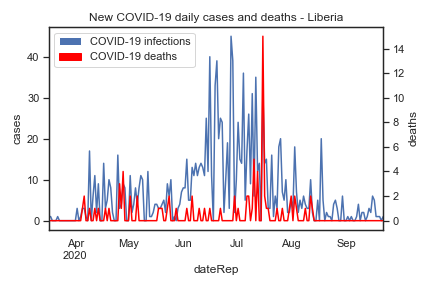 New COVID-19 daily cases and deaths - Liberia
COVID-19 infections
COVID-19 deaths
40
30
20
10
0
cases
14
12
10
8
6
4
2
0
deaths
Apr
2020
May
Jun
Jul
Aug
Sep
dateRep